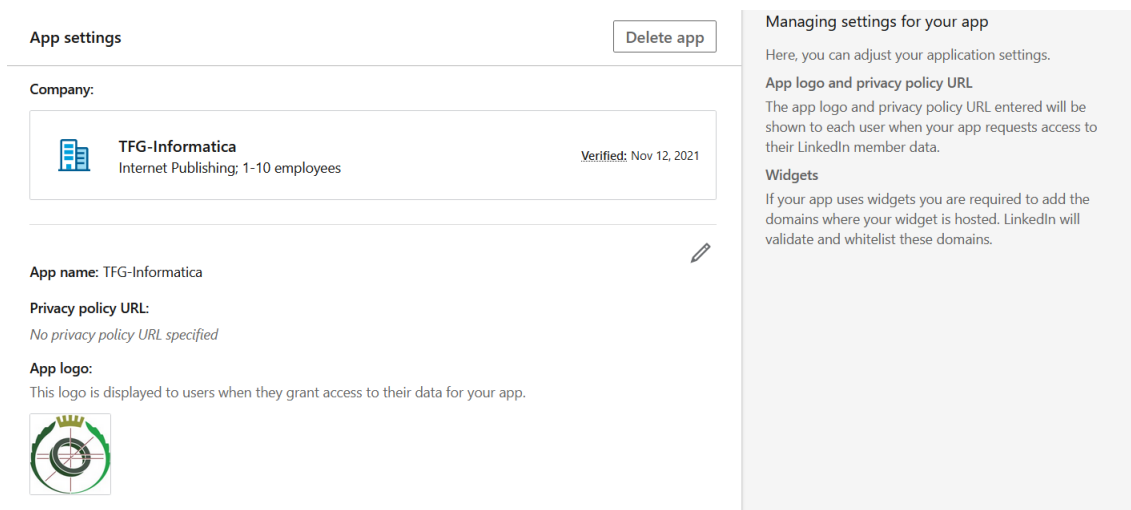 App settings
Delete app
Company:
TFG-Informatica
Internet Publishing; 1-10 employees
Verified: Nov 12, 2021
App name: TFG-Informatica
Privacy policy URL:
No privacy policy URL specified
App logo:
This logo is displayed to users when they grant access to their data for your app.
Managing settings for your app
Here, you can adjust your application settings.
App logo and privacy policy URL
The app logo and privacy policy URL entered will be
shown to each user when your app requests access to
their LinkedIn member data.
Widgets
If your app uses widgets you are required to add the
domains where your widget is hosted. LinkedIn will
validate and whitelist these domains.